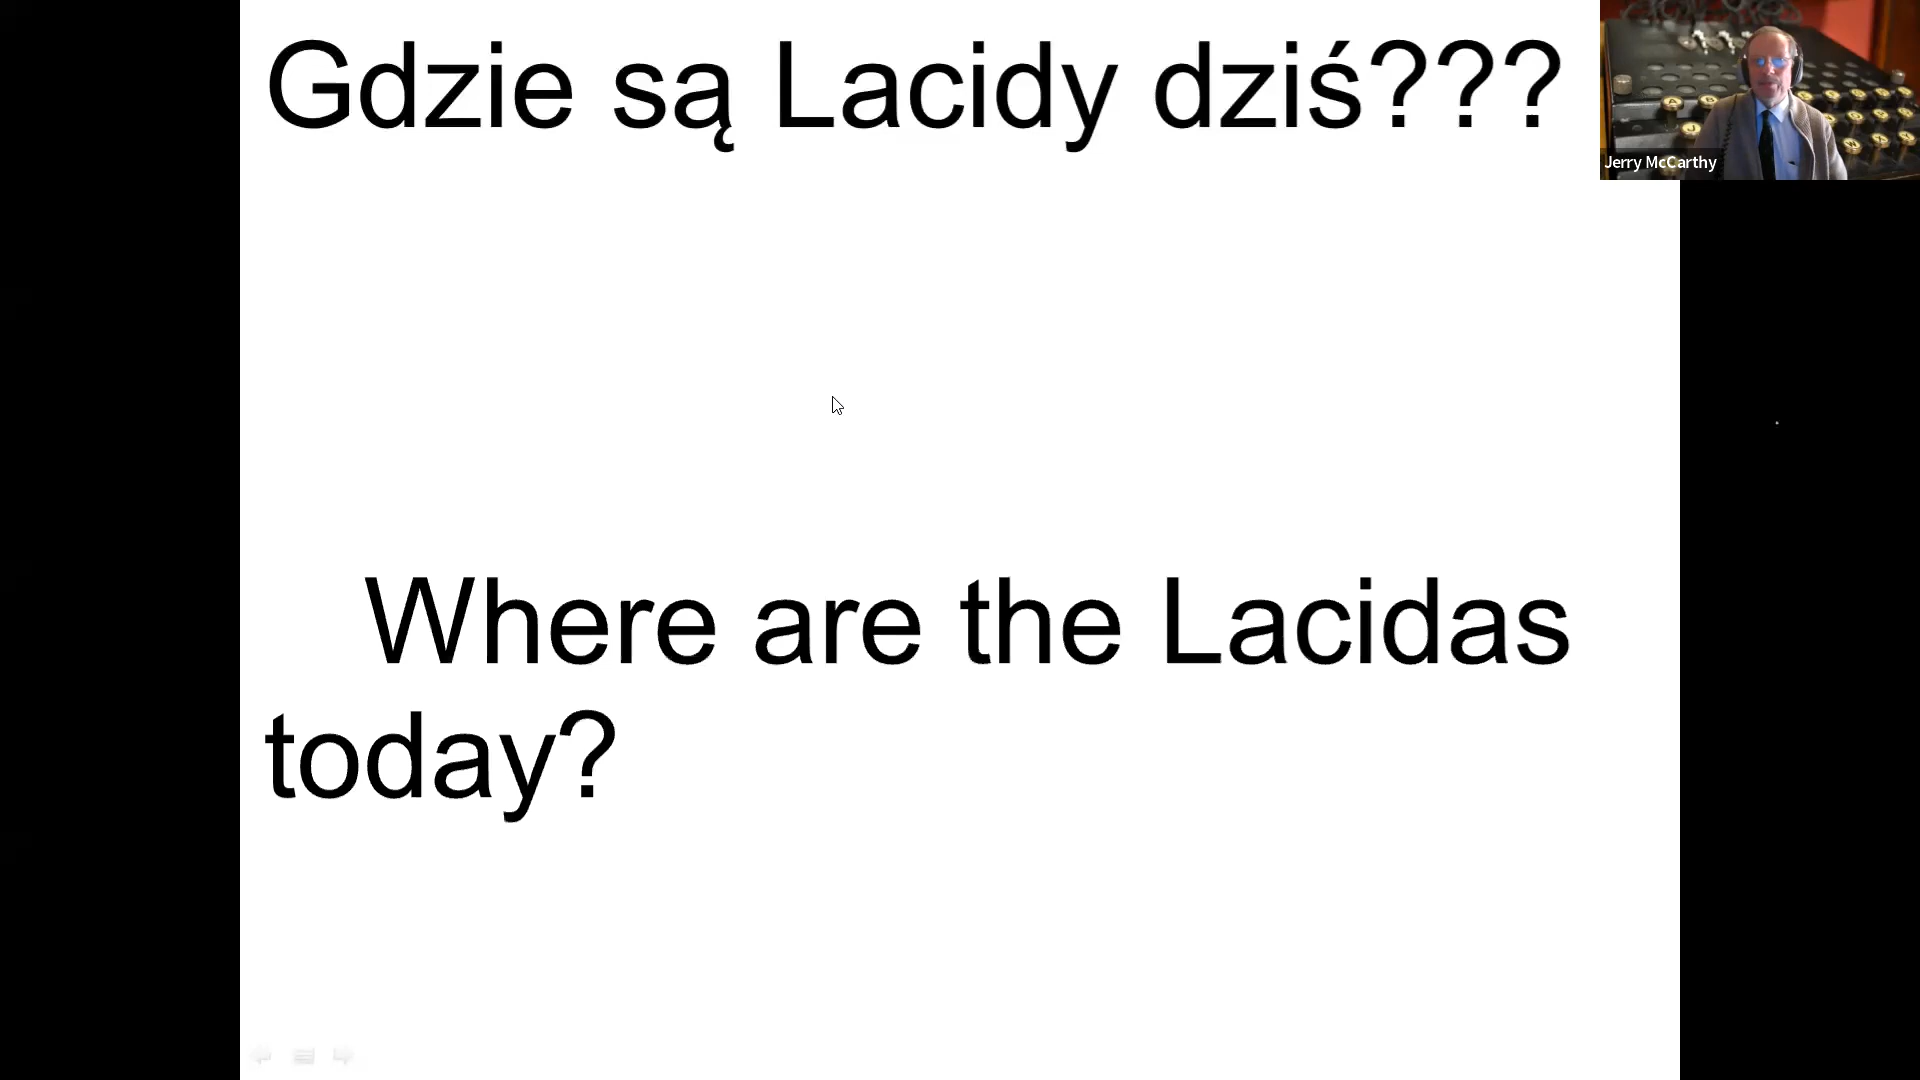 Gdzie są Lacidy dziś???
Jerry McCarthy
Where are the Lacidas
today?